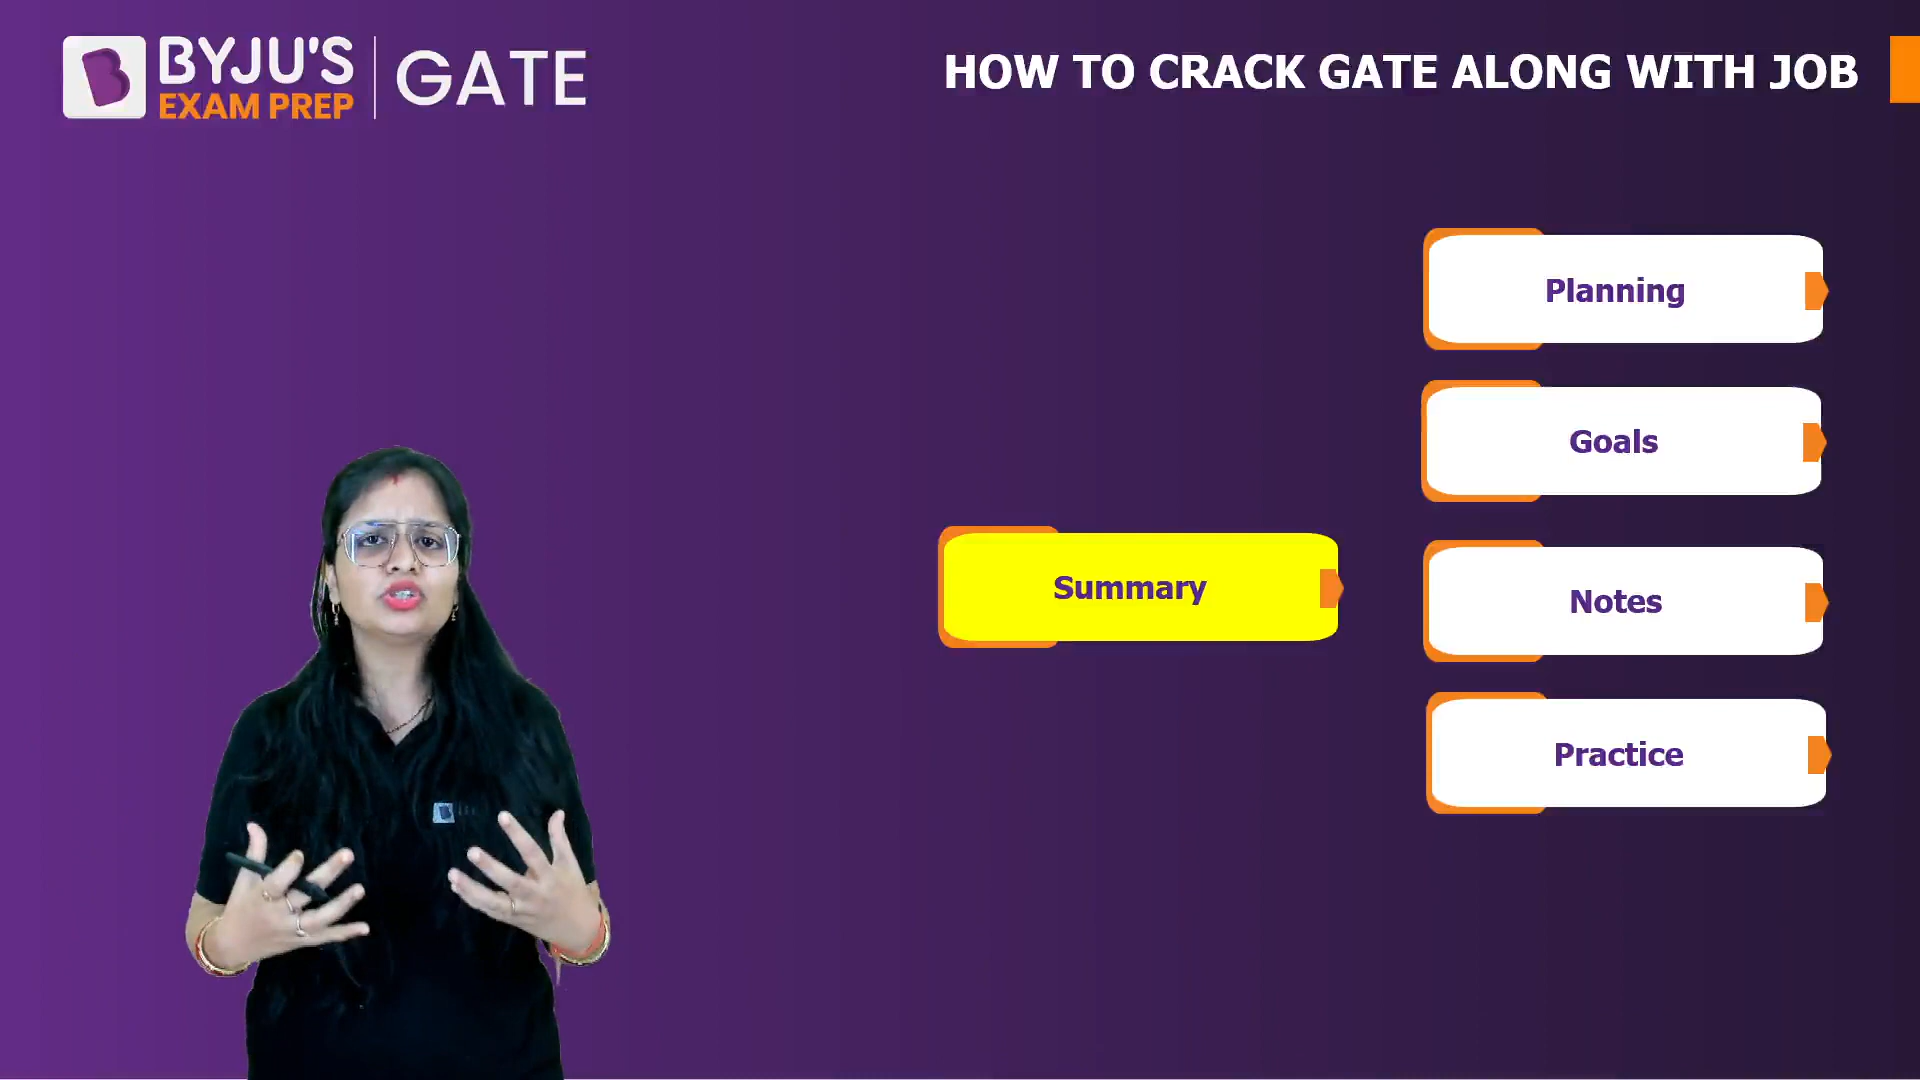 BYJU'S
EXAM PREP
GATE
HOW TO CRACK GATE ALONG WITH JOB
Planning
Goals
Summary
Notes
Practice